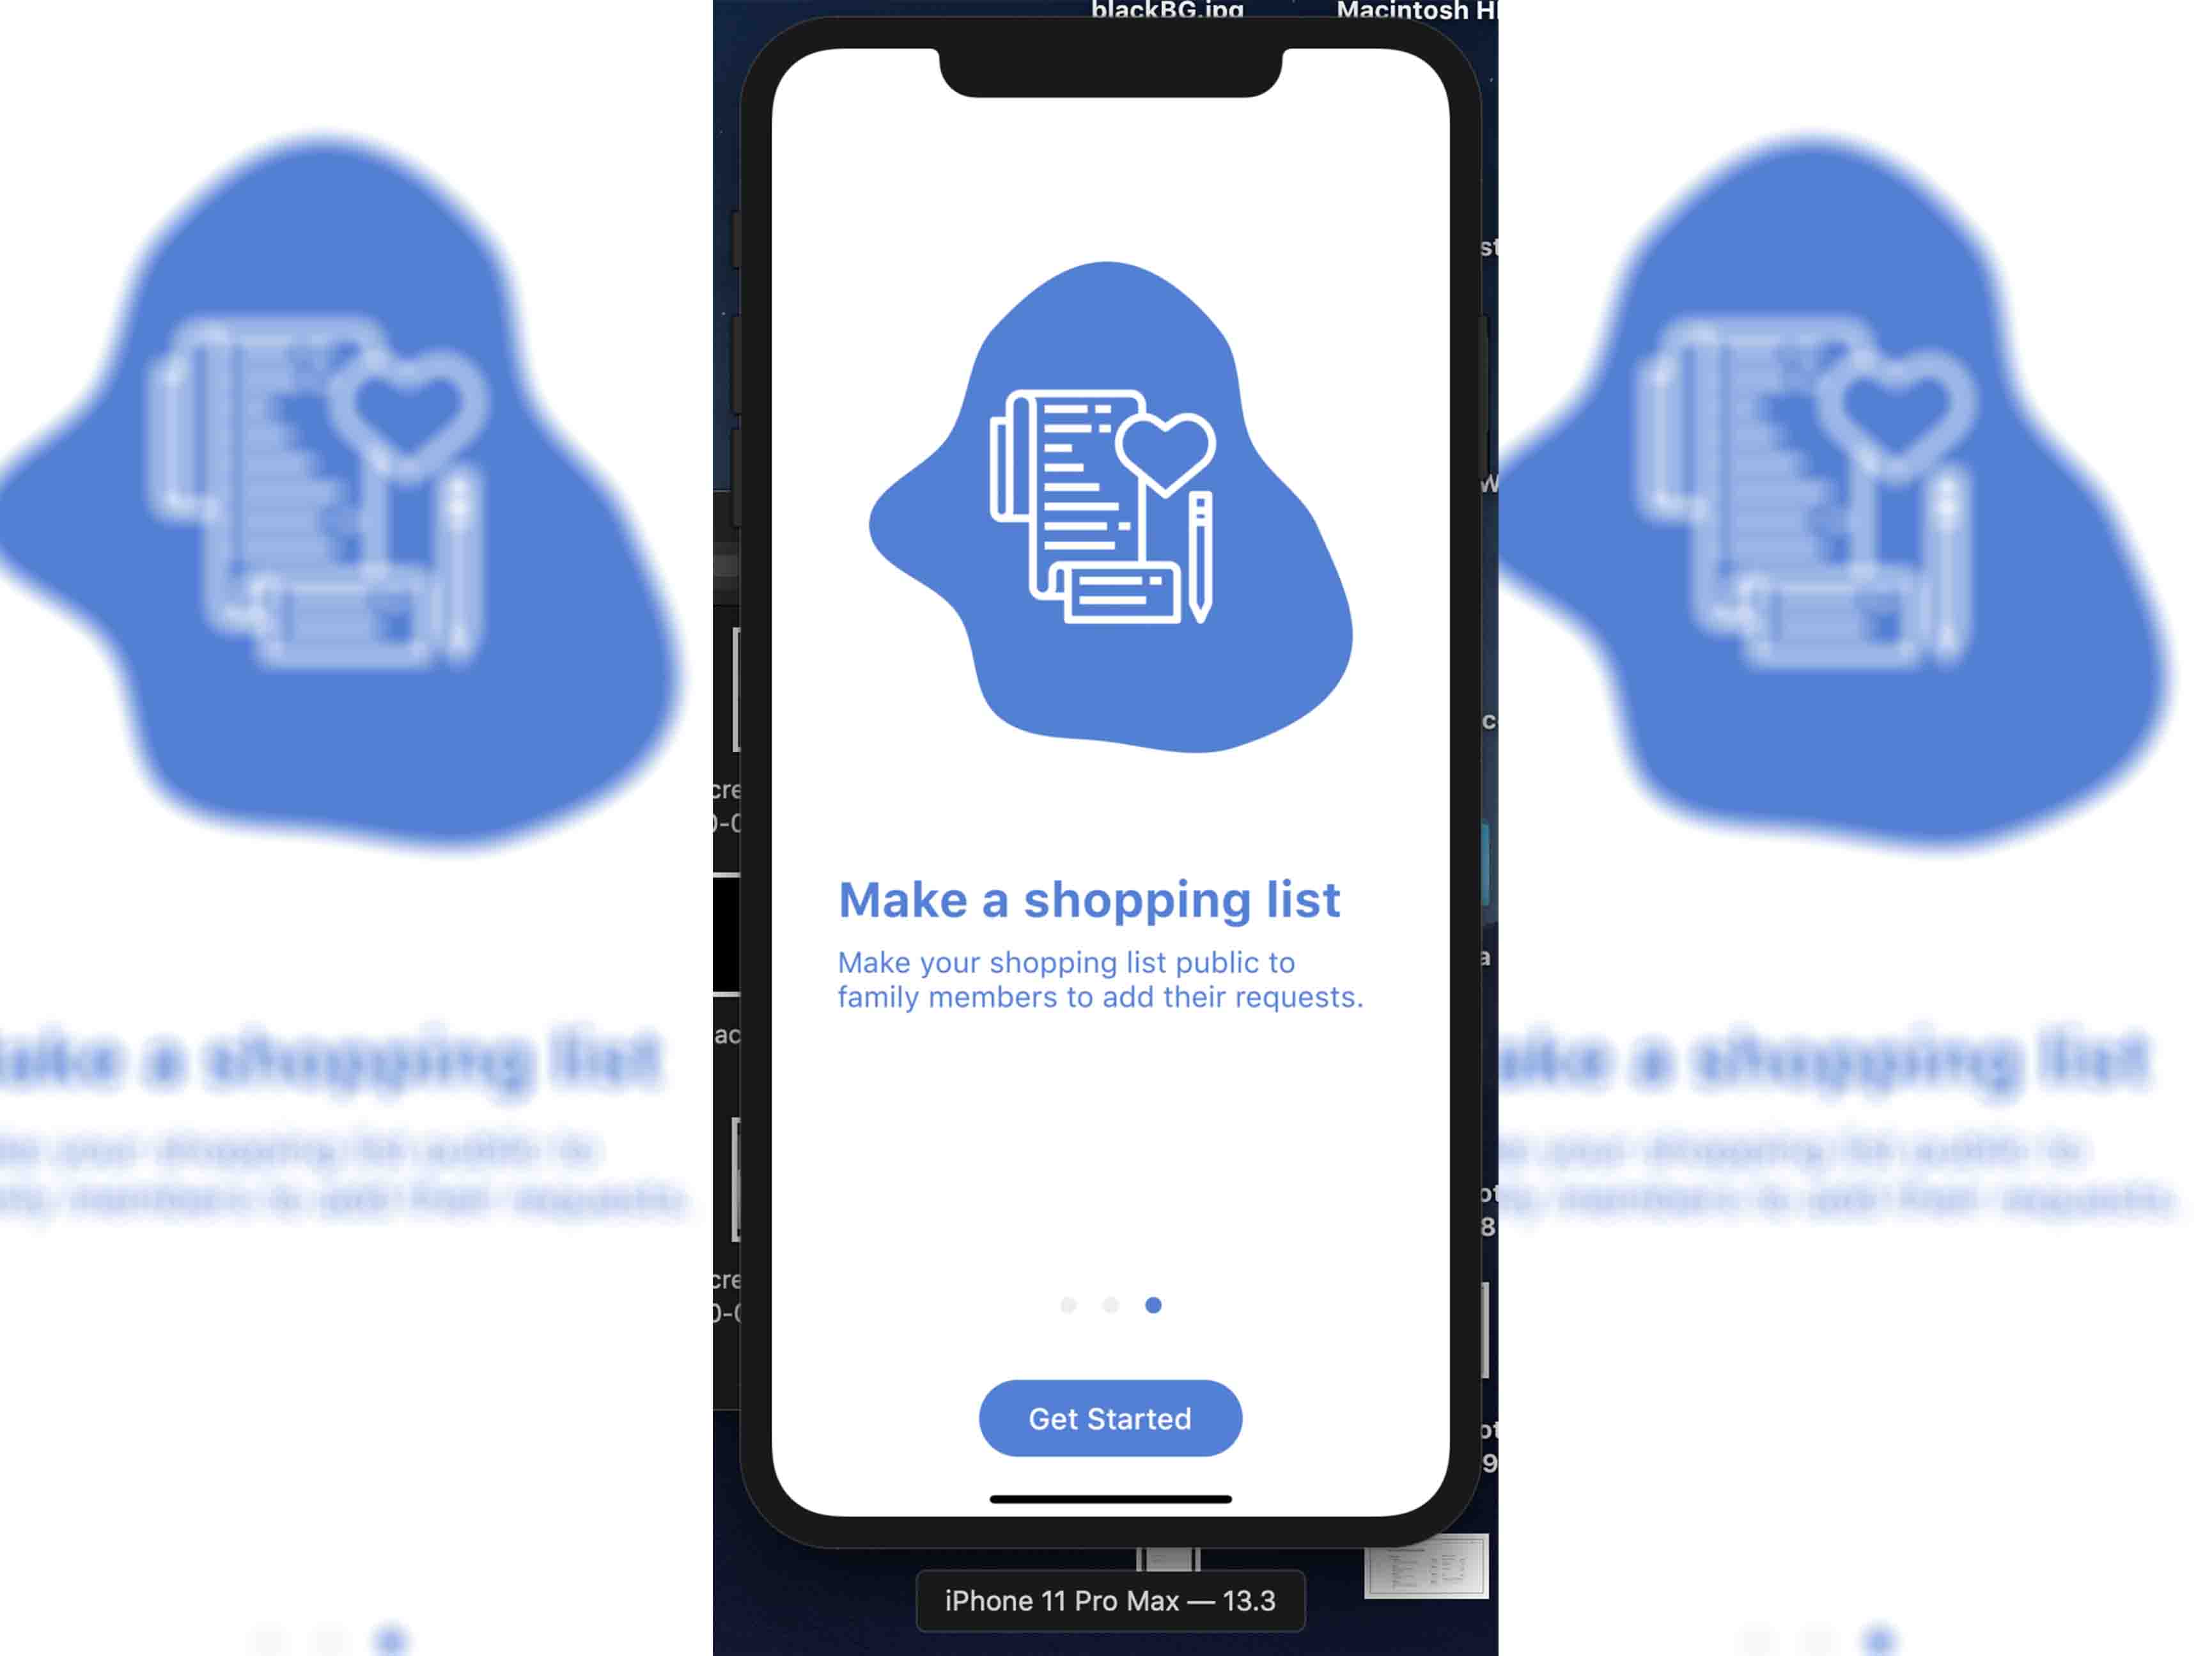 blackBG.jpg
Macintosh H
Make a shopping list
Make your shopping list public to
family members to add their requests.
Get Started
iPhone 11 Pro Max — 13.3